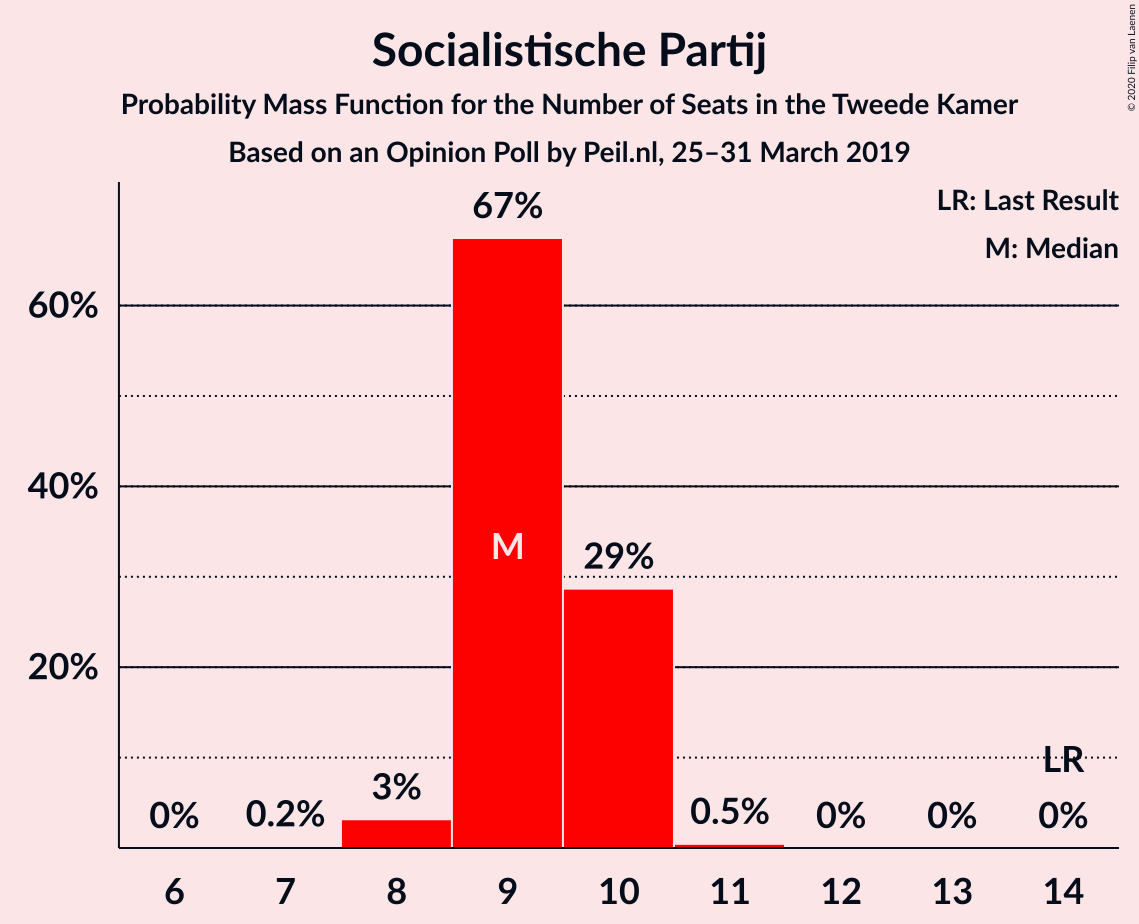 Socialistische Partij
Probability Mass Function for the Number of Seats in the Tweede Kamer
Based on an Opinion Poll by Peil.nl, 25–31 March 2019
© 2020 Filip van Laenen
LR: Last Result
M: Median
67%
60%
40%
20%
M
29%
3%
0%
0.2%
0.5%
0%
0%
LR
0%
6 7 8 9 10 11 12 13 14